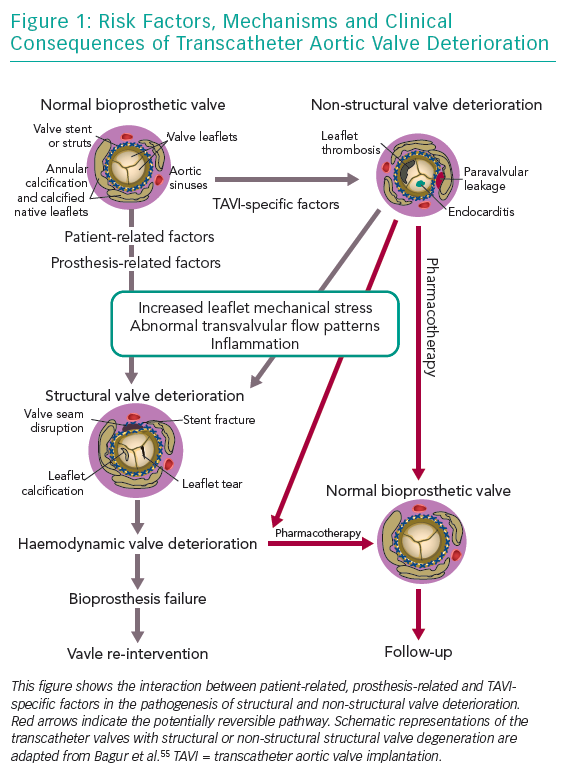 Figure 1: Risk Factors, Mechanisms and Clinical
Consequences of Transcatheter Aortic Valve Deterioration
Normal bioprosthetic valve
Valve stent
or struts
Valve leaflets
Annular
calcification
and calcified
native leaflets
Aortic
sinuses
Non-structural valve deterioration
Leaflet
thrombosis
Paravalvular
leakage
Endocarditis
TAVI-specific factors
Patient-related factors
Prosthesis-related factors
Pharmacotherapy
Increased leaflet mechanical stress
Abnormal transvalvular flow patterns
Inflammation
Structural valve deterioration
Valve seam
disruption
Stent fracture
Leaflet
calcification
Leaflet tear
Normal bioprosthetic valve
Haemodynamic valve deterioration
Pharmacotherapy
Bioprosthesis failure
Vavle re-intervention
Follow-up
This figure shows the interaction between patient-related, prosthesis-related and TAVI-
specific factors in the pathogenesis of structural and non-structural valve deterioration.
Red arrows indicate the potentially reversible pathway. Schematic representations of the
transcatheter valves with structural or non-structural structural valve degeneration are
adapted from Bagur et al.⁵⁵ TAVI = transcatheter aortic valve implantation.